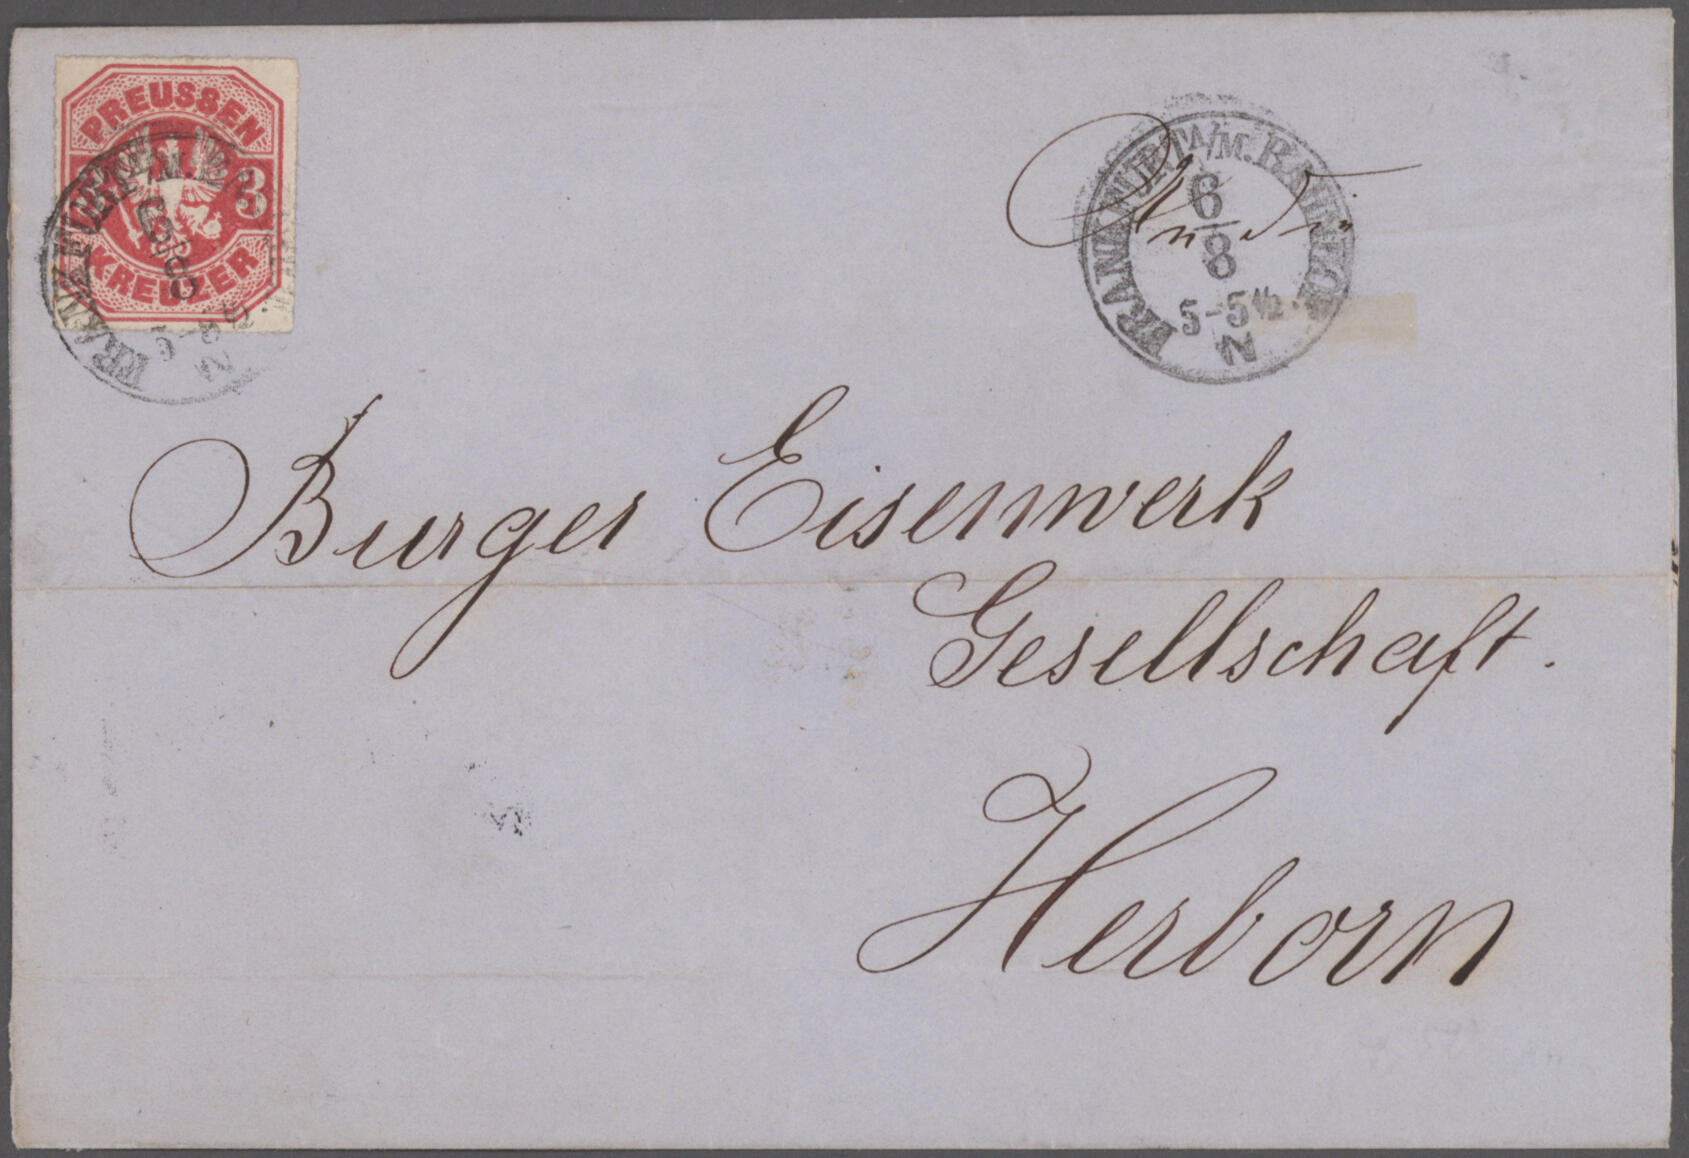 PREUSSEN
3
KREUZER
FRANKFURT A/M. BAHNHOF
6
8
5-5½
N
Burger Eisenwerk
Gesellschaft.
Herborn